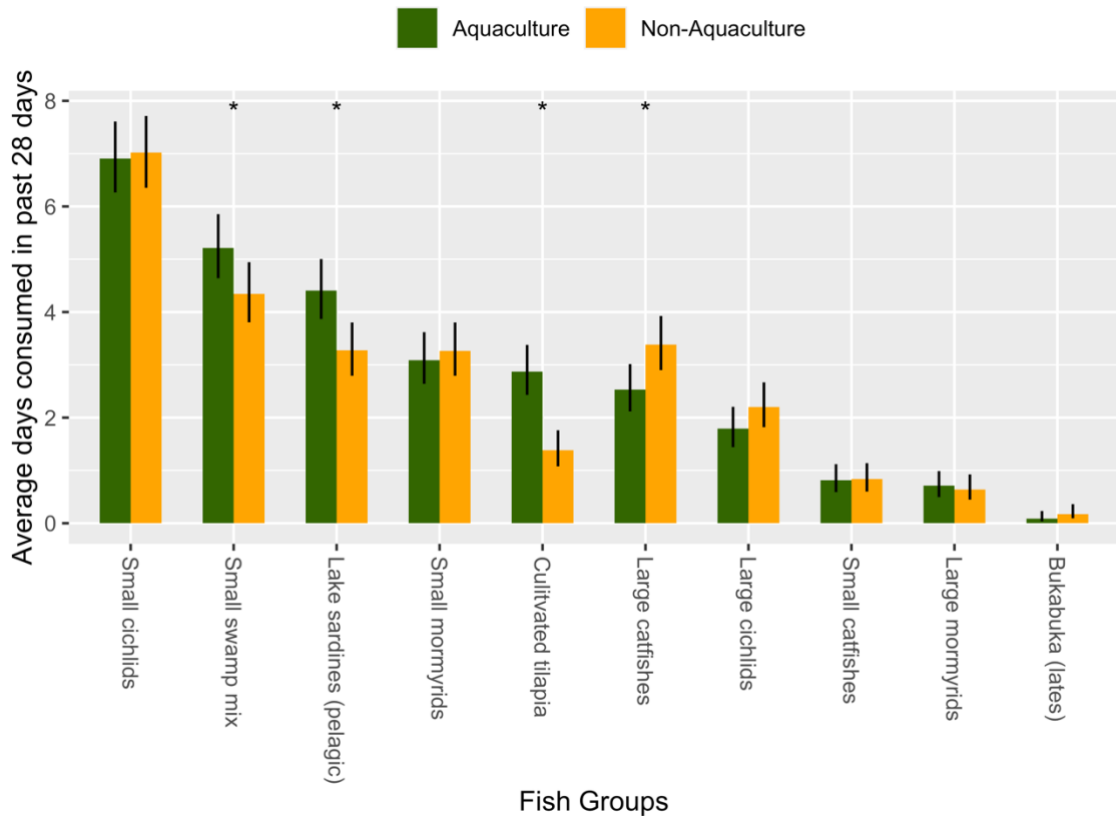 Aquaculture Non-Aquaculture
Average days consumed in past 28 days
8
6
4
2
0
* * * *
Small cichlids
Small swamp mix
Lake sardines (pelagic)
Small mormyrids
Culitvated tilapia
Large catfishes
Large cichlids
Small catfishes
Large mormyrids
Bukabuka (lates)
Fish Groups